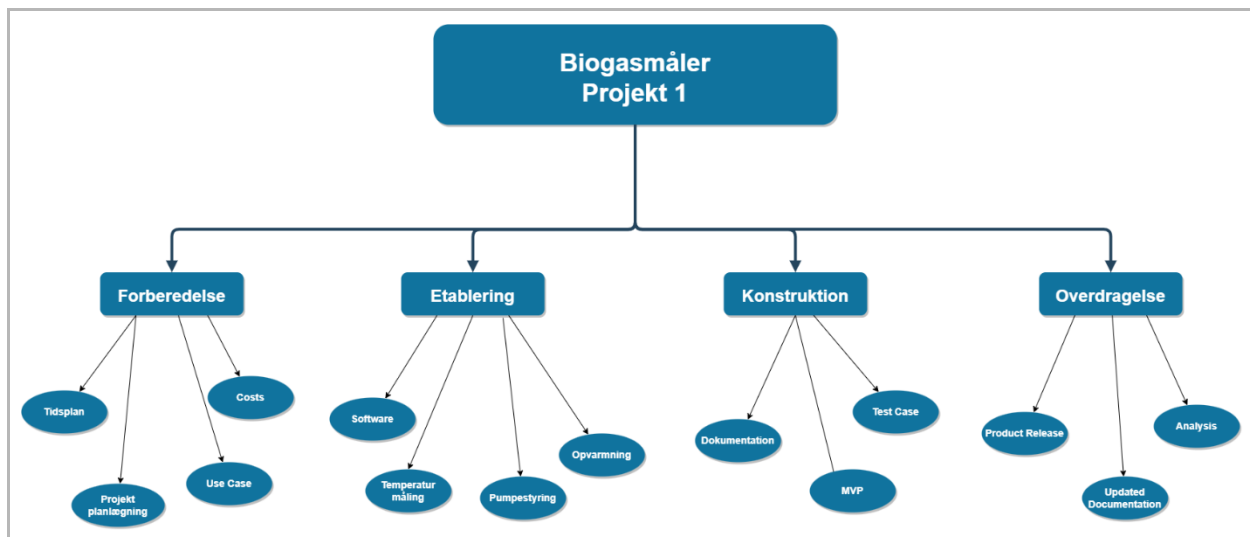 Biogasmåler
Projekt 1
Forberedelse
Etablering
Konstruktion
Overdragelse
Tidsplan
Costs
Projekt
planlægning
Use Case
Software
Opvarmning
Temperatur
måling
Pumpestyring
Dokumentation
Test Case
MVP
Product Release
Analysis
Updated
Documentation